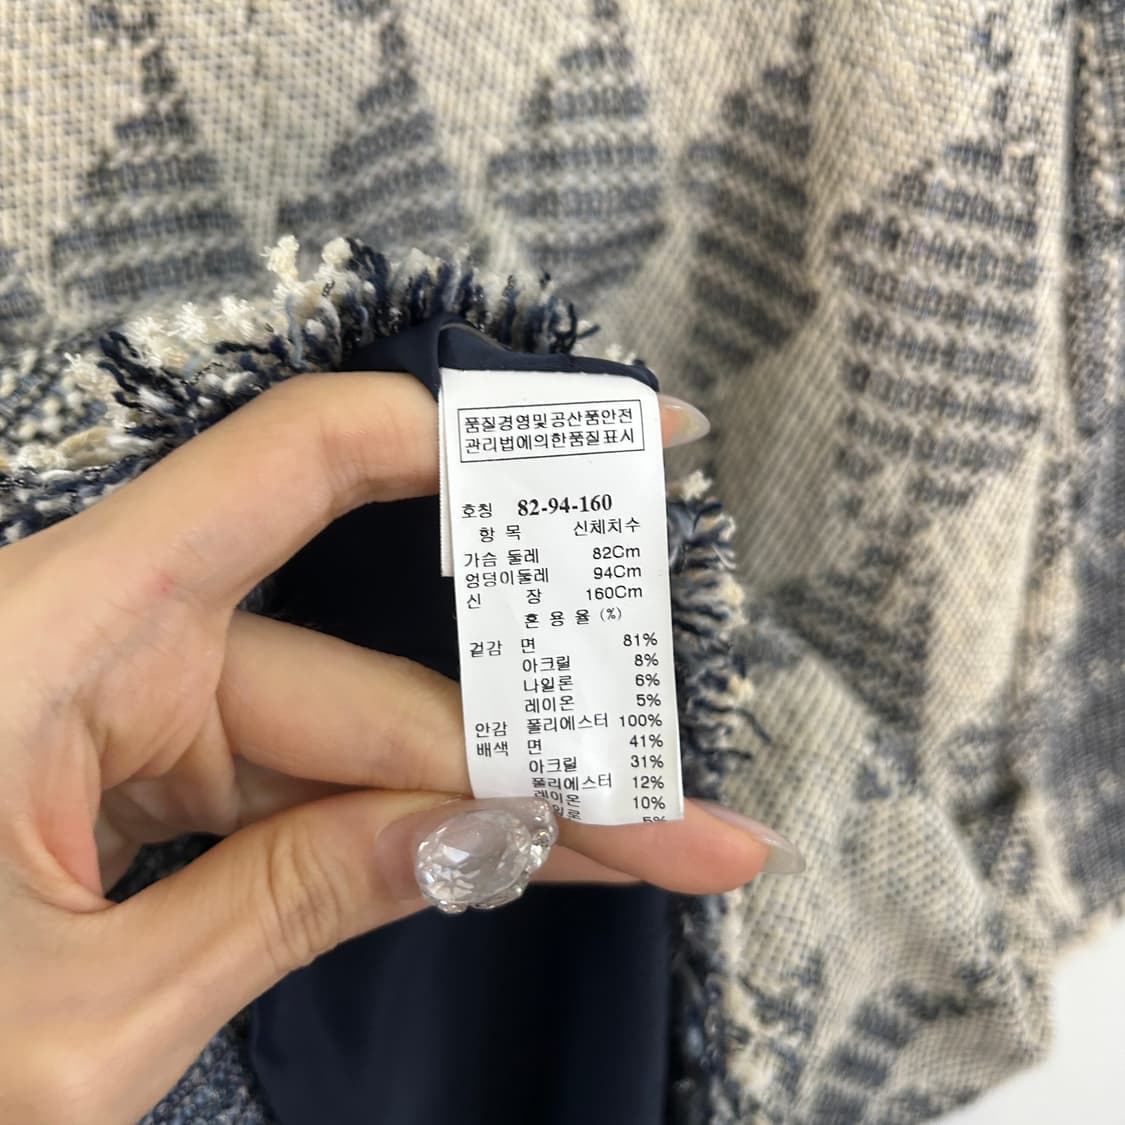 품질경영및공산품안전
관리법에의한품질표시
호칭 82-94-160
항 목 신체치수
가슴 둘레 82Cm
엉덩이둘레 94Cm
신 장 160Cm
혼 용 율 (%)
겉감 면 81%
아크릴 8%
나일론 6%
레이온 5%
안감 폴리에스터 100%
배색 면 41%
아크릴 31%
폴리에스터 12%
레이온 10%
5%